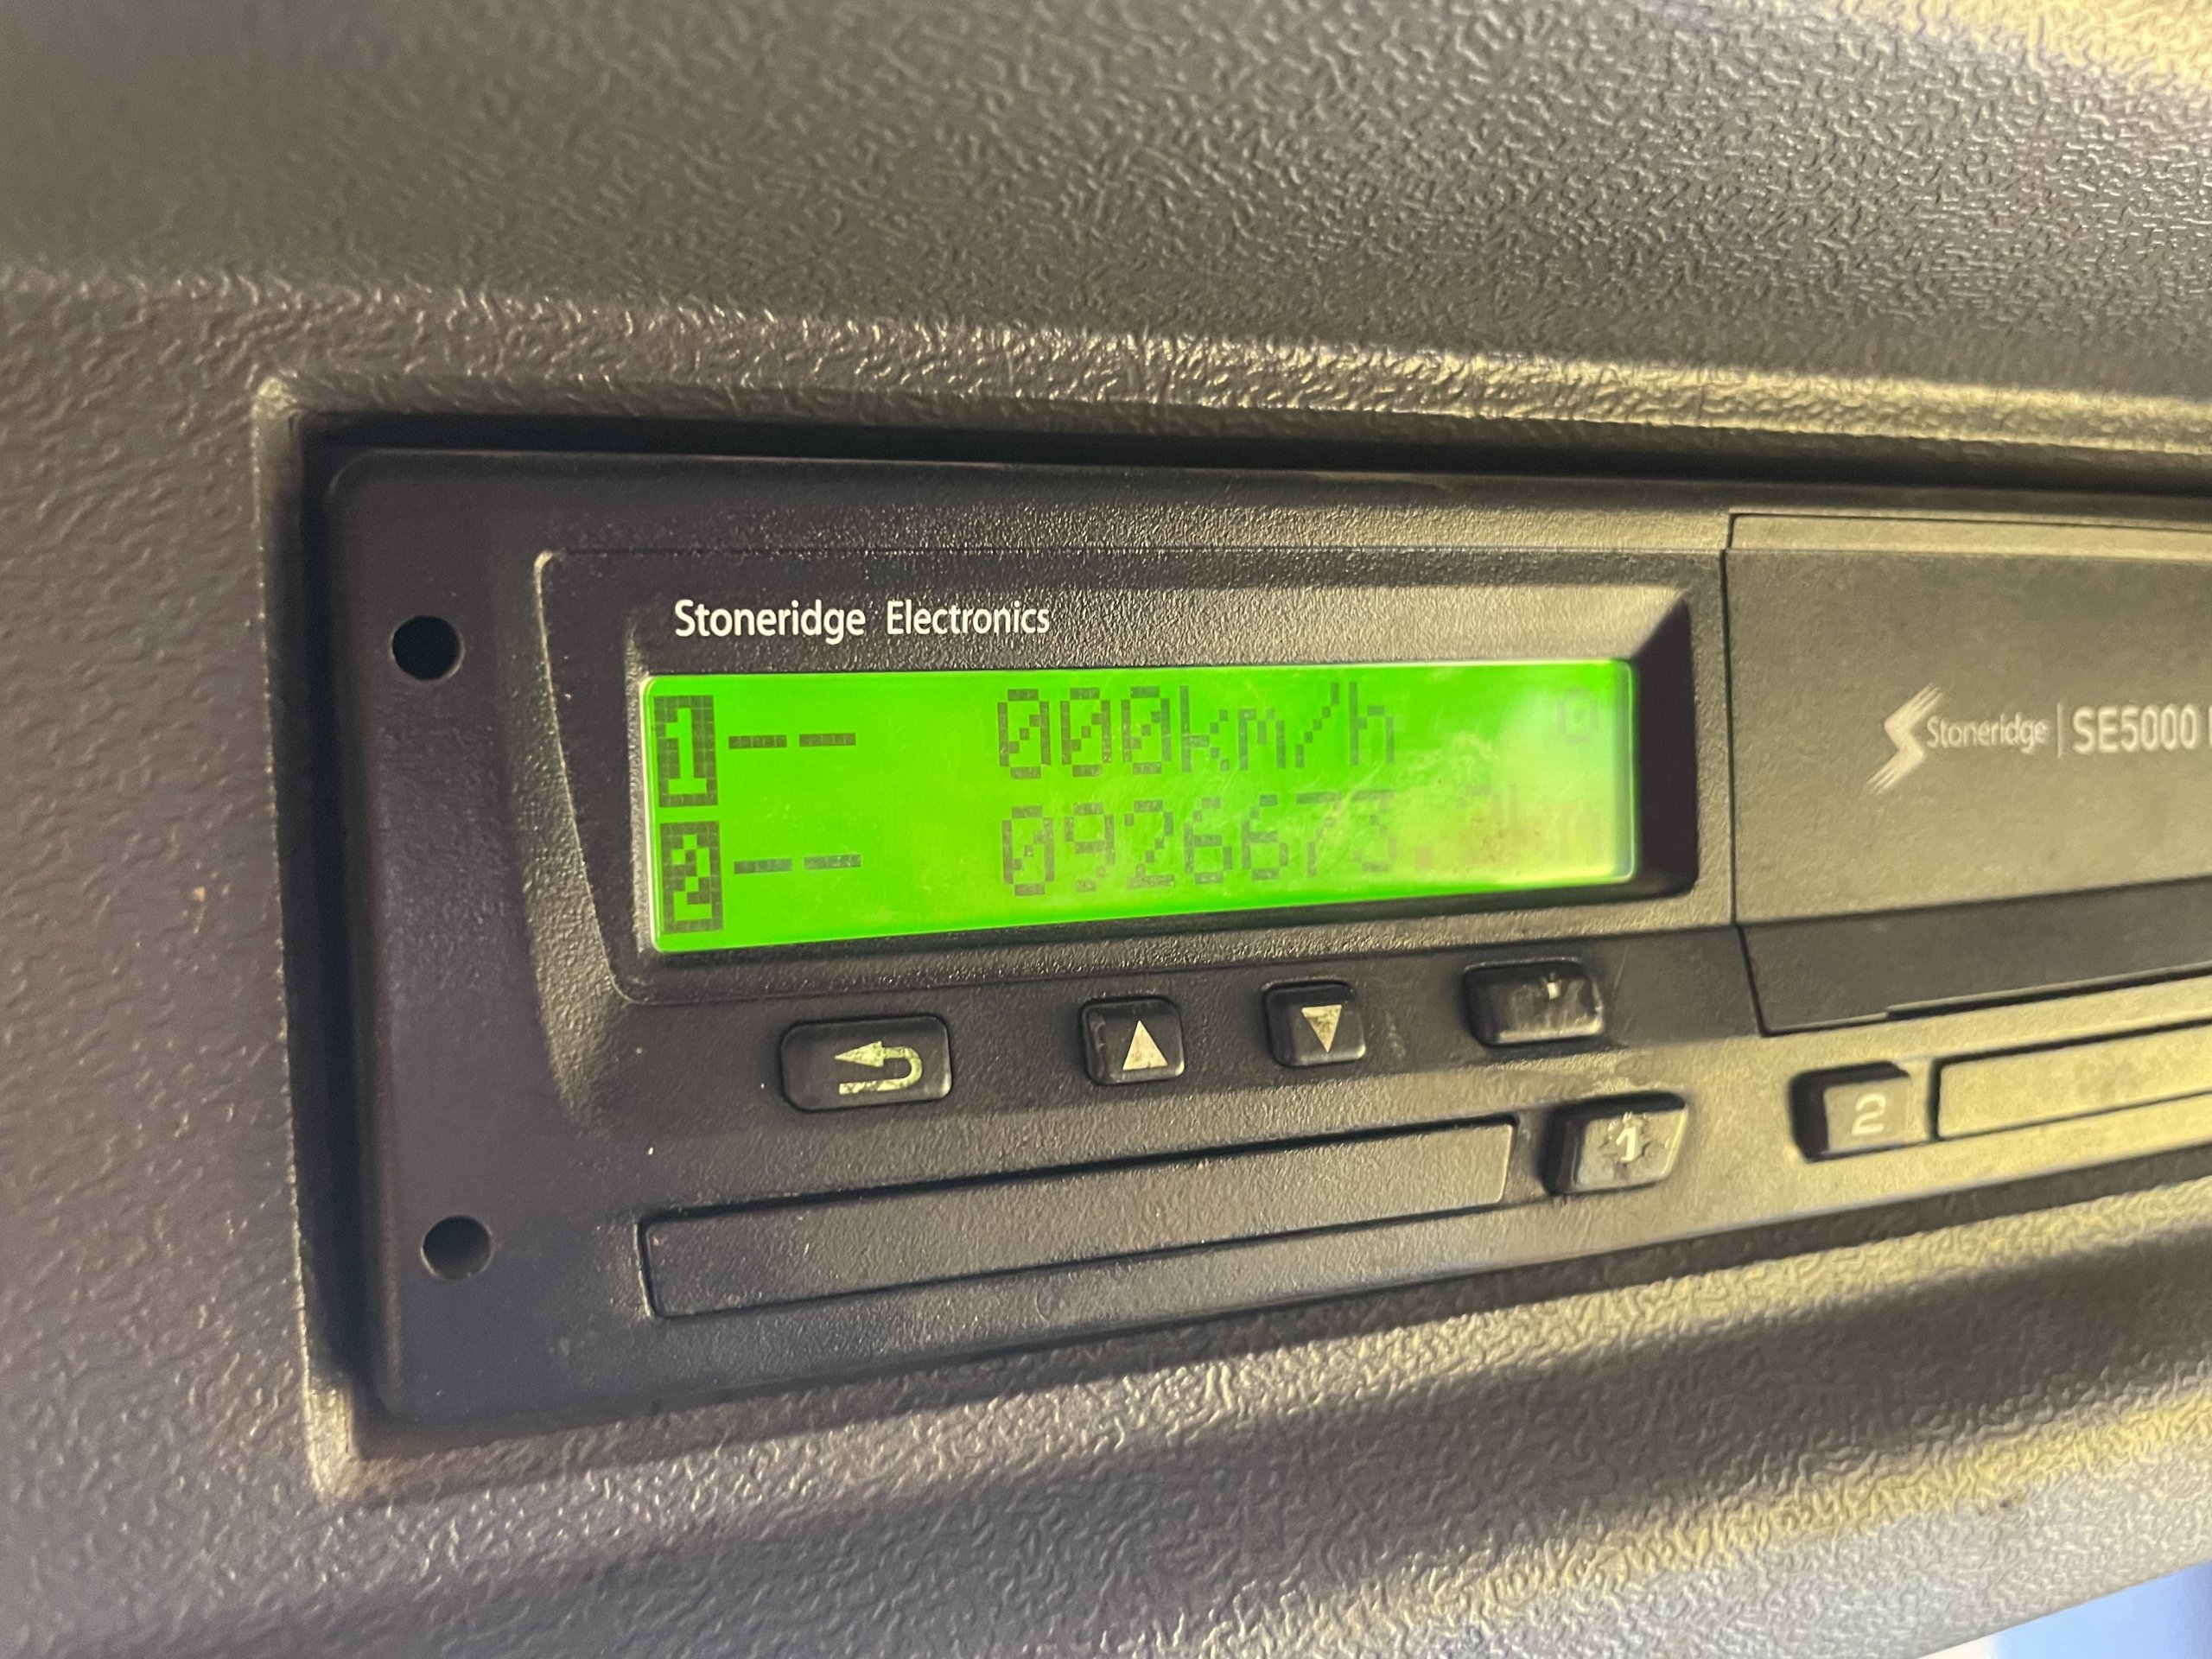 Stoneridge Electronics
1-- 000km/h
2-- 0926673.
Stoneridge | SE5000
1
2